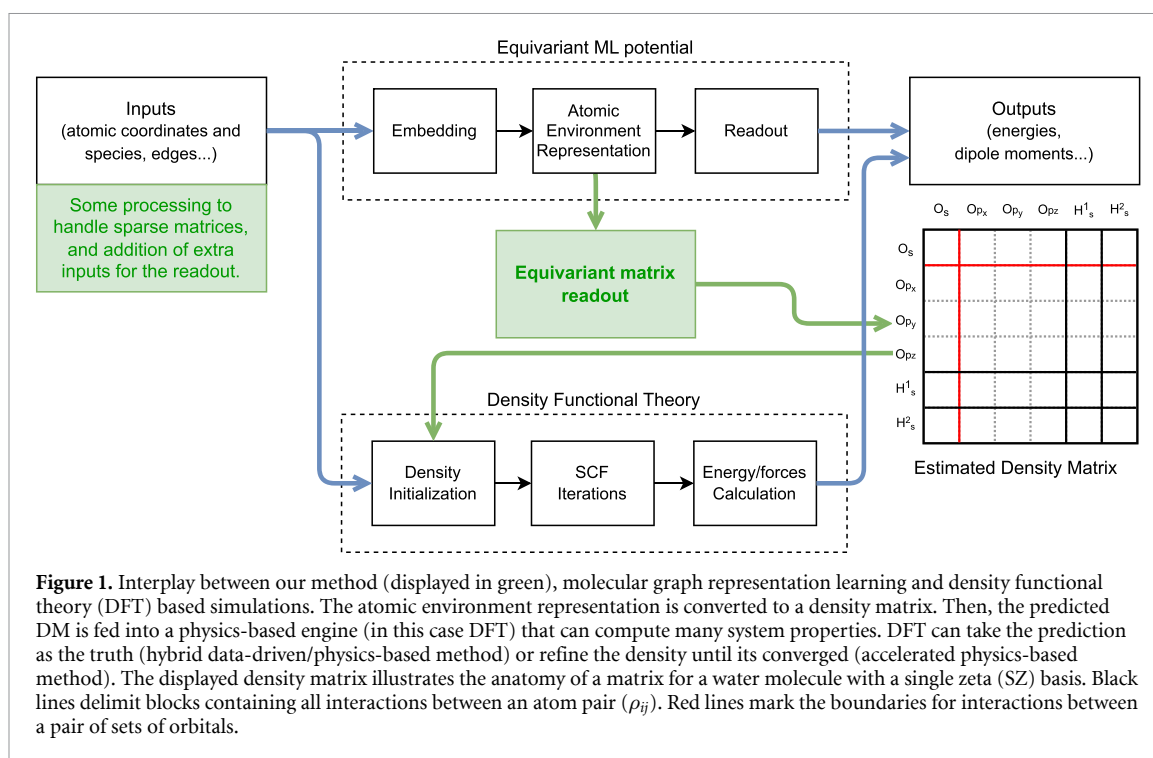 Equivariant ML potential
Inputs
(atomic coordinates and
species, edges...)
Some processing to
handle sparse matrices,
and addition of extra
inputs for the readout.
Embedding
Atomic
Environment
Representation
Readout
Outputs
(energies,
dipole moments...)
Equivariant matrix
readout
Os Opx Opy Opz H1s H2s
Os
Opx
Opy
Opz
H1s
H2s
Estimated Density Matrix
Density Functional Theory
Density
Initialization
SCF
Iterations
Energy/forces
Calculation
Figure 1. Interplay between our method (displayed in green), molecular graph representation learning and density functional
theory (DFT) based simulations. The atomic environment representation is converted to a density matrix. Then, the predicted
DM is fed into a physics-based engine (in this case DFT) that can compute many system properties. DFT can take the prediction
as the truth (hybrid data-driven/physics-based method) or refine the density until its converged (accelerated physics-based
method). The displayed density matrix illustrates the anatomy of a matrix for a water molecule with a single zeta (SZ) basis. Black
lines delimit blocks containing all interactions between an atom pair (ρij). Red lines mark the boundaries for interactions between
a pair of sets of orbitals.